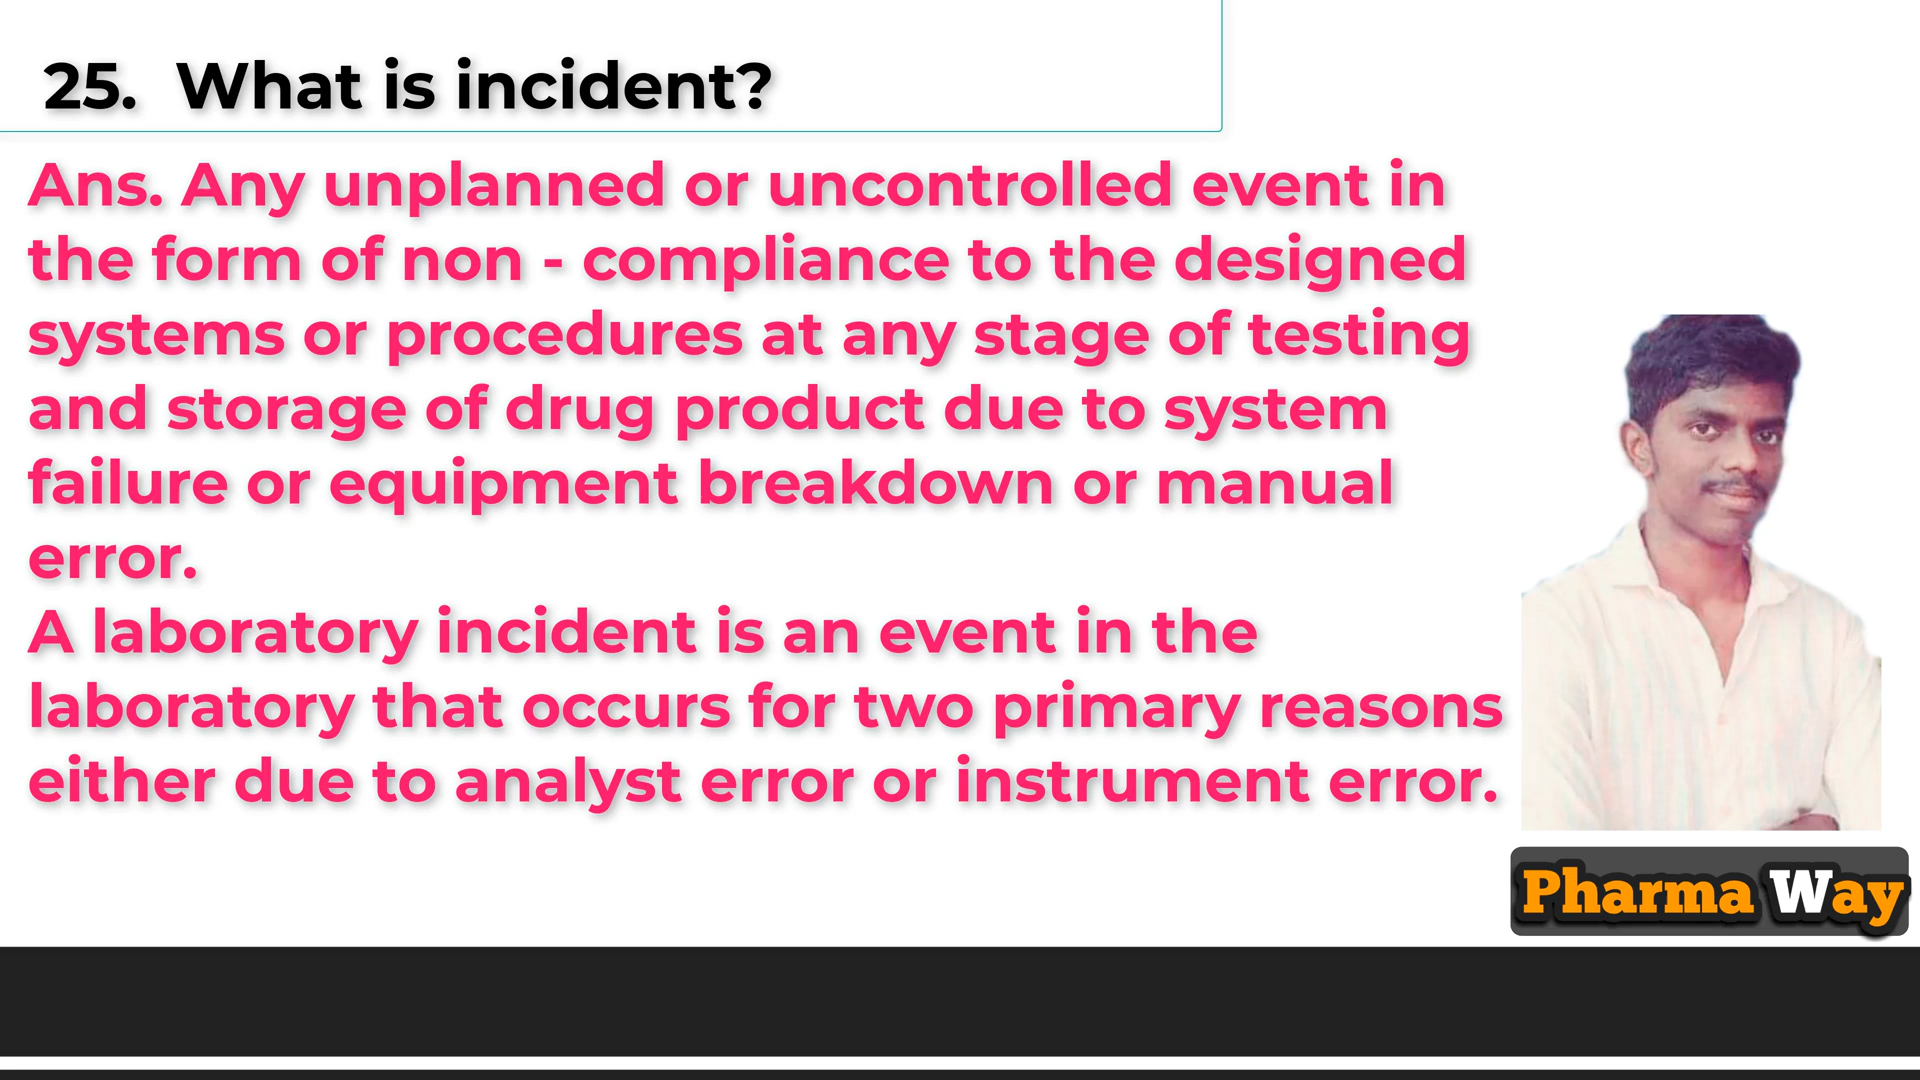 25. What is incident?
Ans. Any unplanned or uncontrolled event in
the form of non - compliance to the designed
systems or procedures at any stage of testing
and storage of drug product due to system
failure or equipment breakdown or manual
error.
A laboratory incident is an event in the
laboratory that occurs for two primary reasons
either due to analyst error or instrument error.
Pharma Way